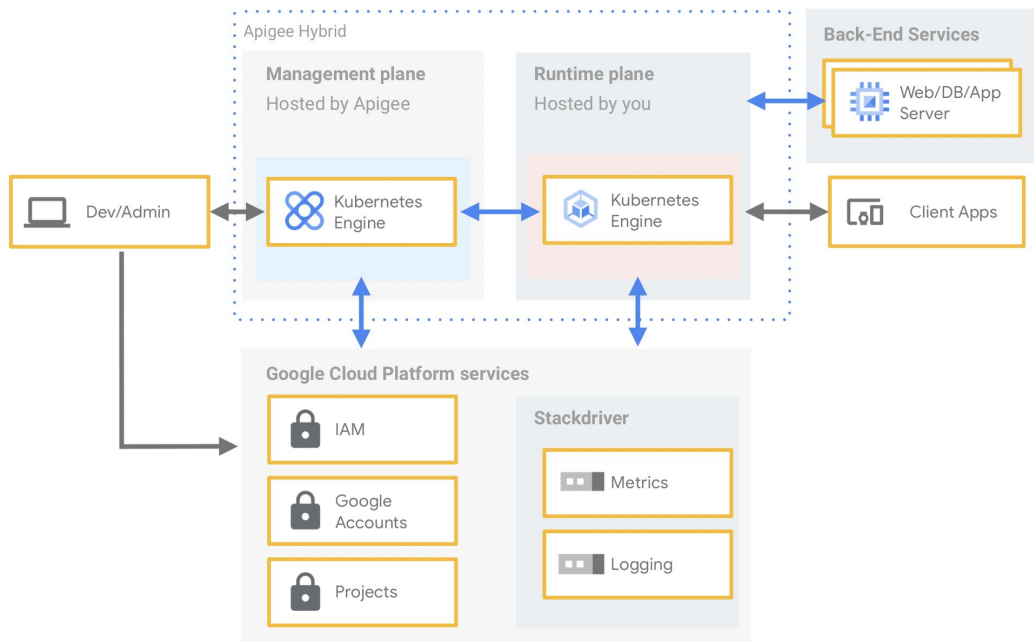 Apigee Hybrid
Management plane
Hosted by Apigee
Kubernetes
Engine
Runtime plane
Hosted by you
Kubernetes
Engine
Back-End Services
Web/DB/App
Server
Dev/Admin
Client Apps
Google Cloud Platform services
IAM
Google
Accounts
Projects
Stackdriver
Metrics
Logging